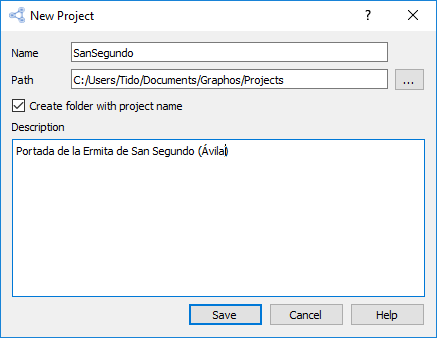 New Project
Name SanSegundo
Path C:/Users/Tido/Documents/Graphos/Projects ...
Create folder with project name
Description
Portada de la Ermita de San Segundo (Ávila)
Save Cancel Help